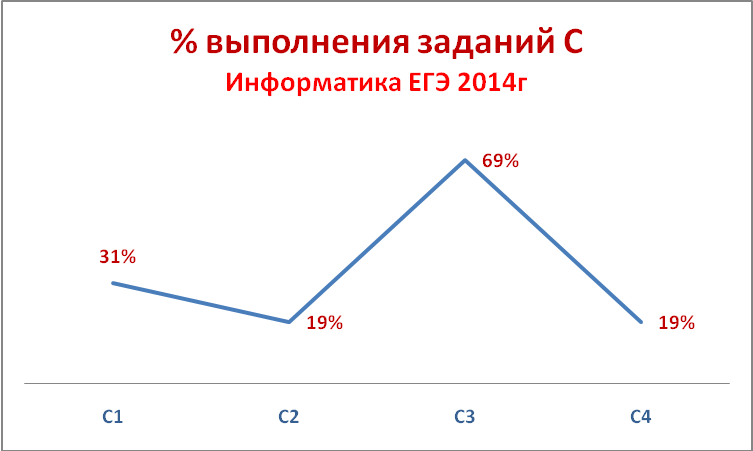 % выполнения заданий С
Информатика ЕГЭ 2014г
69%
31%
19%
19%
С1
С2
С3
С4